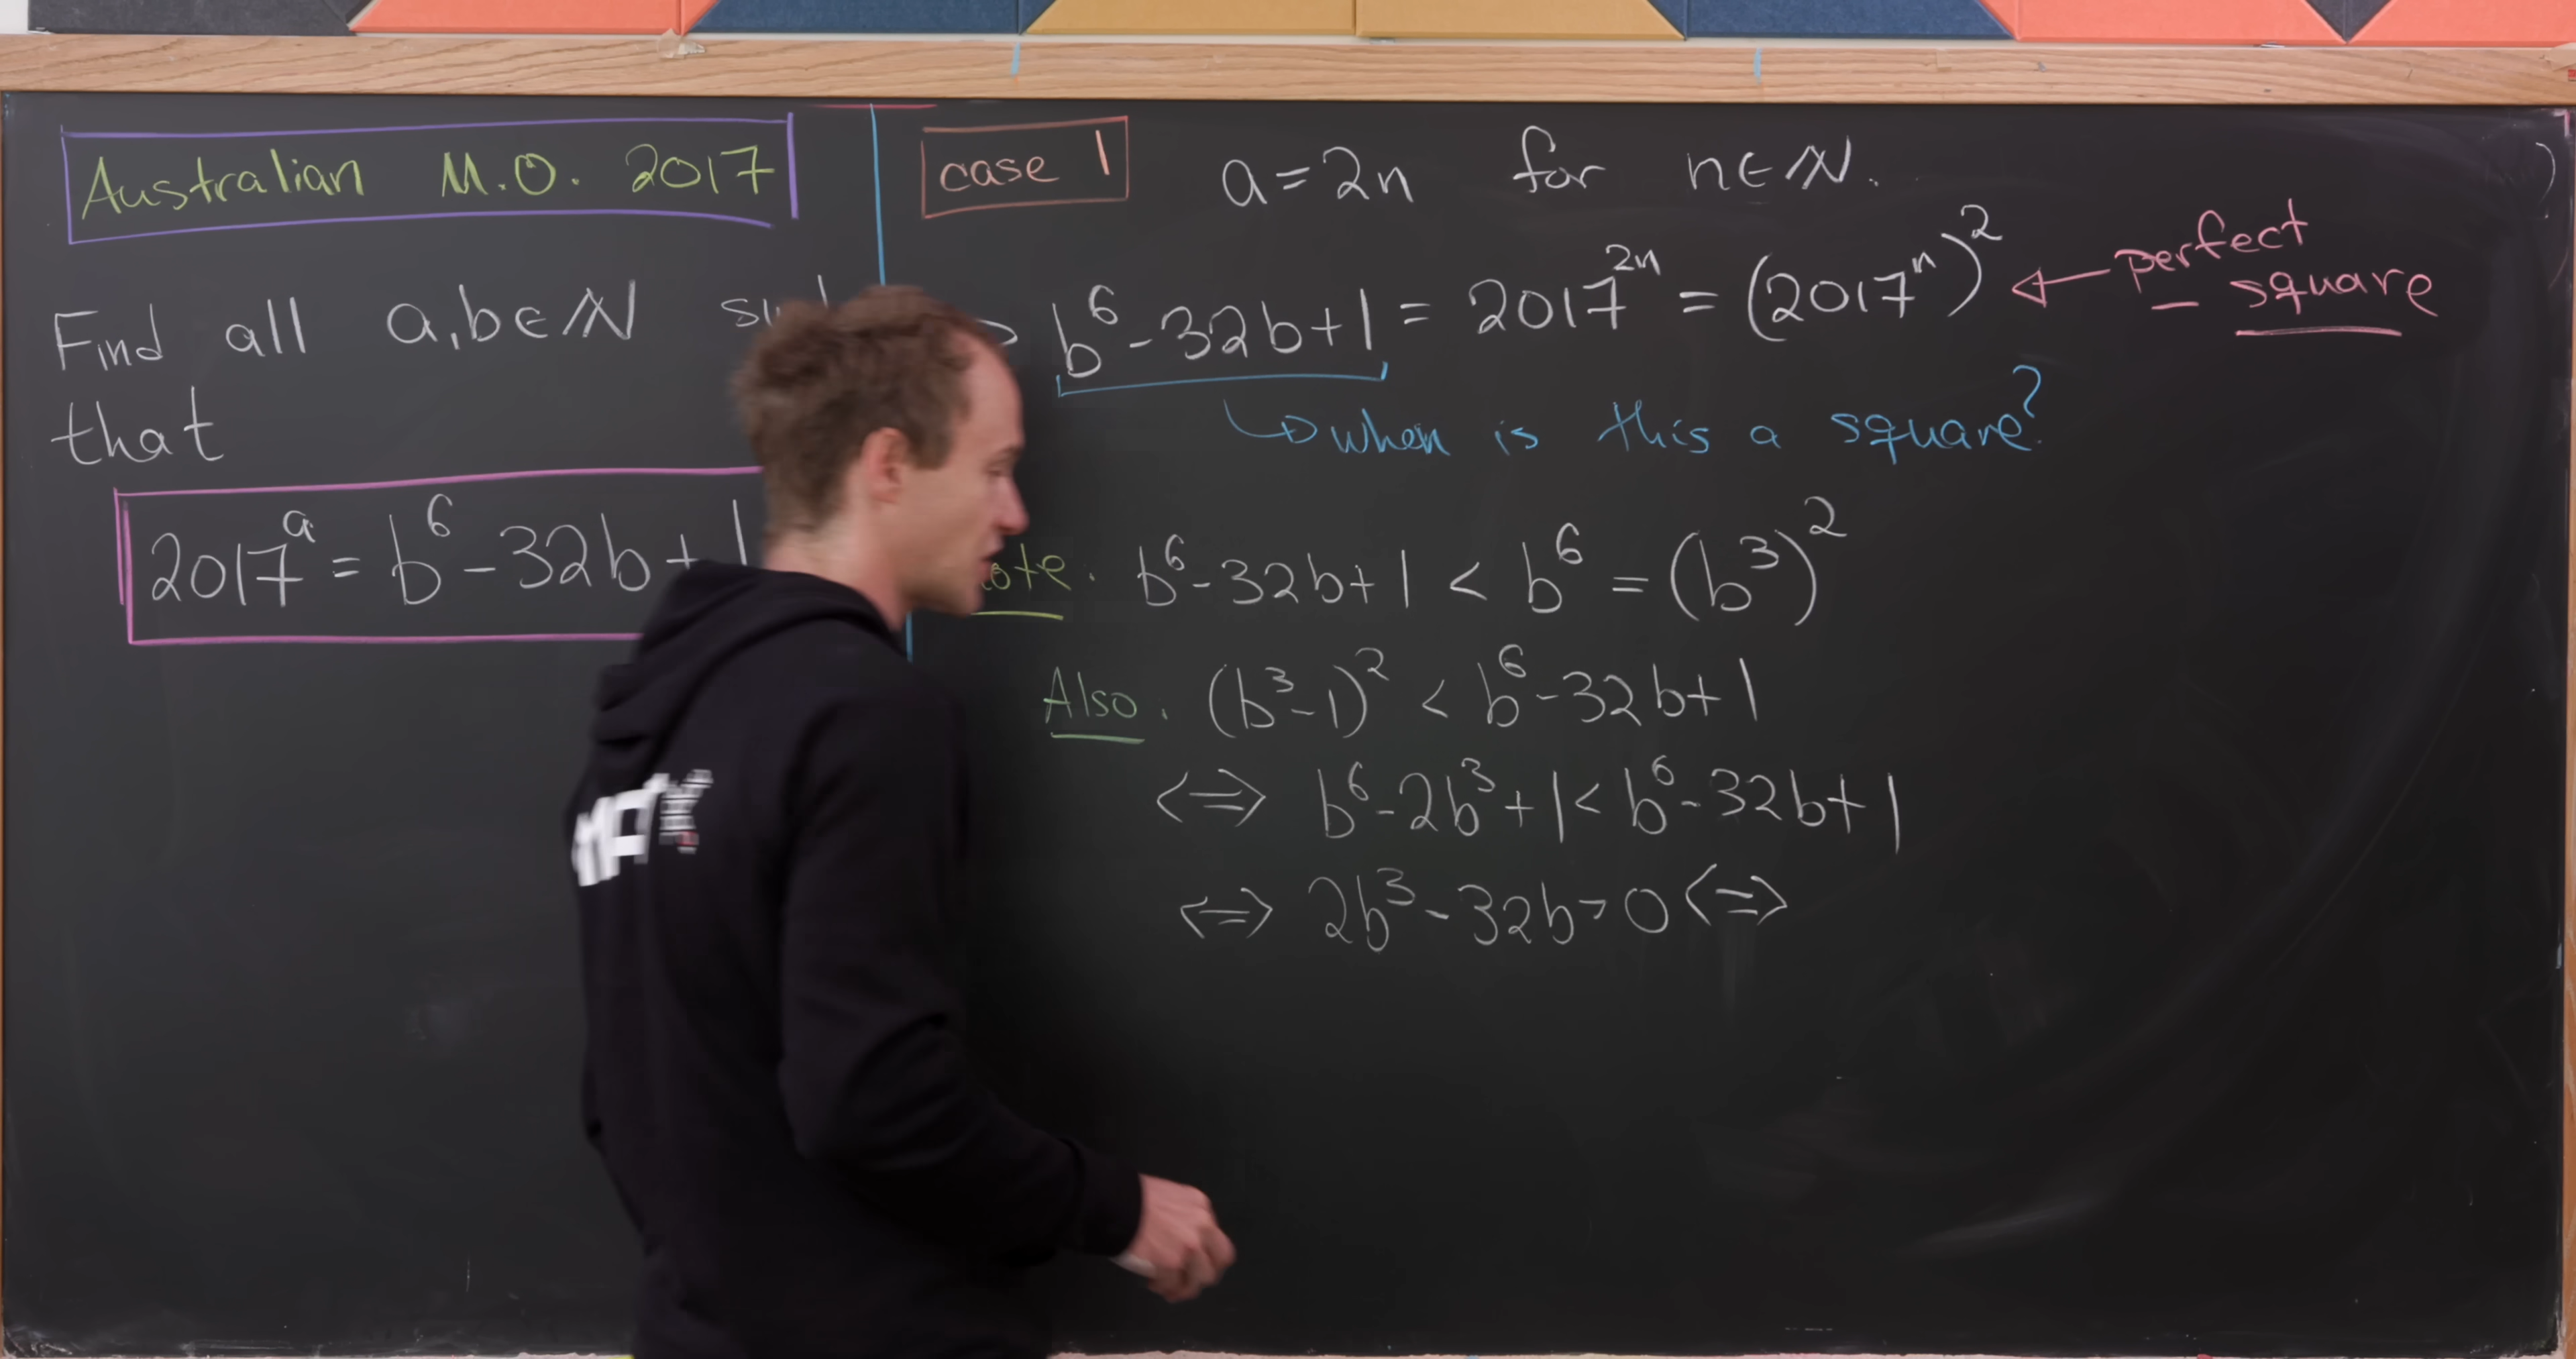 Australian M.O. 2017
Find all a,b∈ℕ
that
2017^a = b^6 - 32b + 1
case 1 a = 2n for n∈ℕ.
b^6 - 32b + 1 = 2017^{2n} = (2017^n)^2 ← perfect square
↳ when is this a square?
b^6 - 32b + 1 < b^6 = (b^3)^2
Also: (b^3 - 1)^2 < b^6 - 32b + 1
⟺ b^6 - 2b^3 + 1 < b^6 - 32b + 1
⟺ 2b^3 - 32b > 0 ⟺